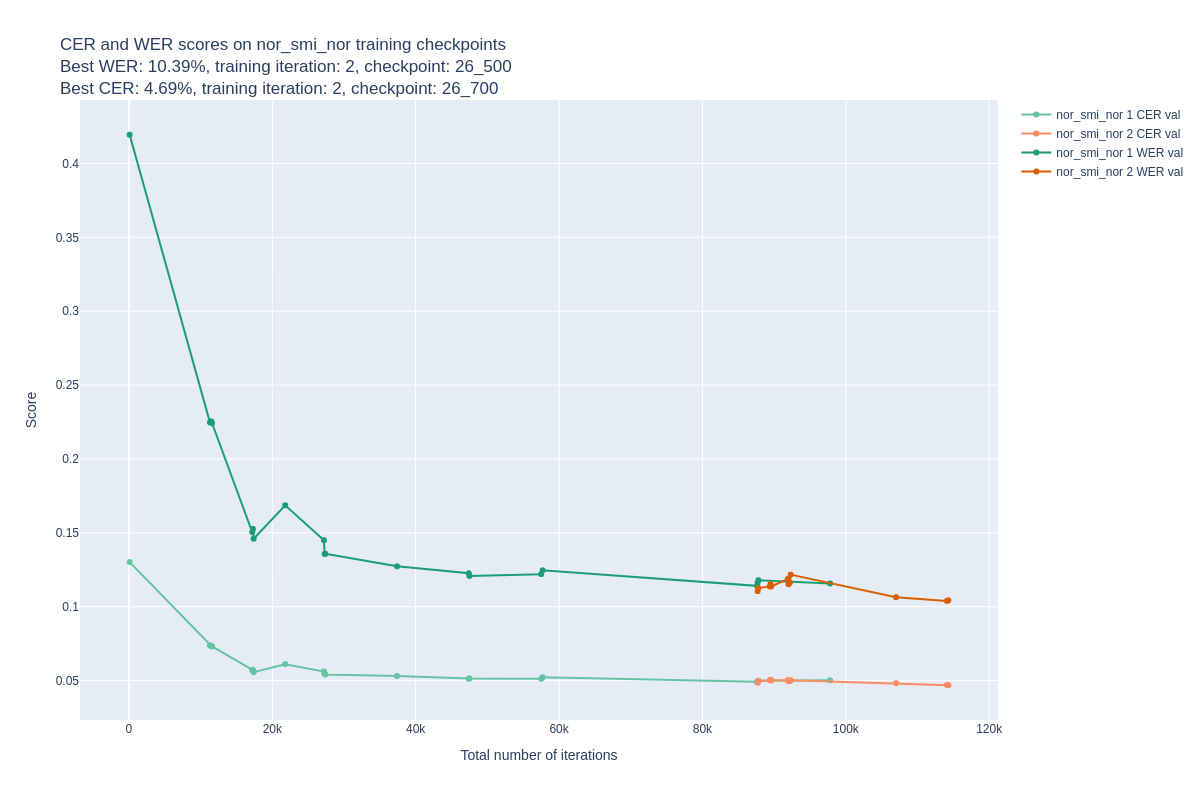 CER and WER scores on nor_smi_nor training checkpoints
Best WER: 10.39%, training iteration: 2, checkpoint: 26_500
Best CER: 4.69%, training iteration: 2, checkpoint: 26_700
nor_smi_nor 1 CER val
nor_smi_nor 2 CER val
nor_smi_nor 1 WER val
nor_smi_nor 2 WER val
0.4
0.35
0.3
0.25
0.2
0.15
0.1
0.05
Score
0
20k
40k
60k
80k
100k
120k
Total number of iterations